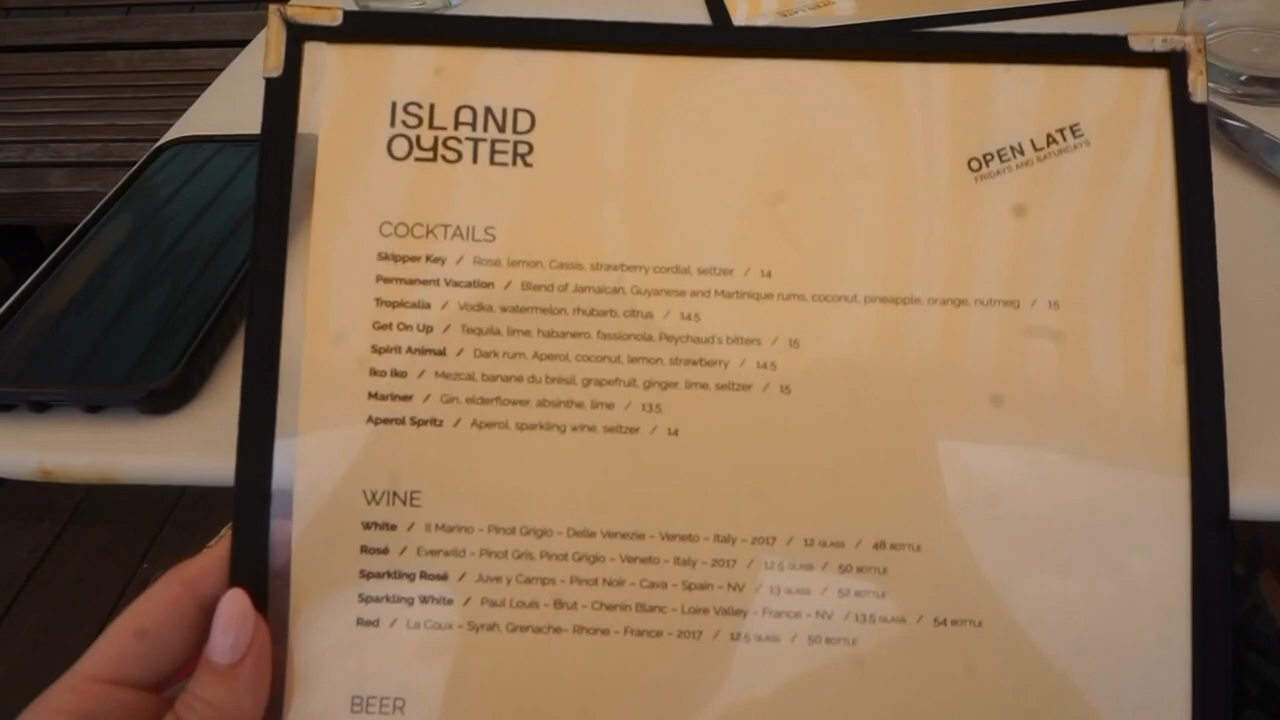 OPEN LATE
ISLAND
OYSTER
OPEN LATE
FRIDAYS AND SATURDAYS
COCKTAILS
Skipper Key / Rosé, lemon, Cassis, strawberry cordial, seltzer / 14
Permanent Vacation / Blend of Jamaican, Guyanese and Martinique rums, coconut, pineapple, orange, nutmeg / 15
Tropicalia / Vodka, watermelon, rhubarb, citrus / 14.5
Get On Up / Tequila, lime, habanero, fassionola, Peychaud's bitters / 15
Spirit Animal / Dark rum, Aperol, coconut, lemon, strawberry / 14.5
Iko Iko / Mezcal, banane du bresil, grapefruit, ginger, lime, seltzer / 15
Mariner / Gin, elderflower, absinthe, lime / 13.5
Aperol Spritz / Aperol, sparkling wine, seltzer / 14
WINE
White / Il Marino – Pinot Grigio – Delle Venezie – Veneto – Italy – 2017 / 12 GLASS / 48 BOTTLE
Rosé / Everwild – Pinot Gris, Pinot Grigio – Veneto – Italy – 2017 / 12.5 GLASS / 50 BOTTLE
Sparkling Rosé / Juve y Camps – Pinot Noir – Cava – Spain – NV / 13 GLASS / 52 BOTTLE
Sparkling White / Paul Louis – Brut – Chenin Blanc – Loire Valley - France – NV / 13.5 GLASS / 54 BOTTLE
Red / La Coux – Syrah, Grenache– Rhone – France – 2017 / 12.5 GLASS / 50 BOTTLE
BEER